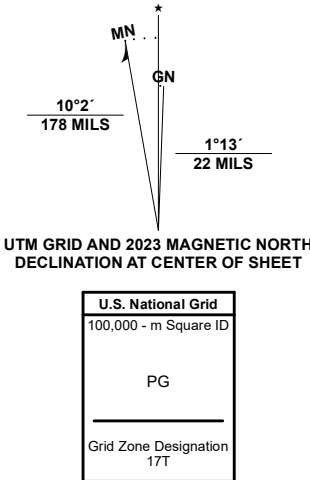 MN
GN
10°2´
178 MILS
1°13´
22 MILS
UTM GRID AND 2023 MAGNETIC NORTH
DECLINATION AT CENTER OF SHEET
U.S. National Grid
100,000 - m Square ID
PG
Grid Zone Designation
17T